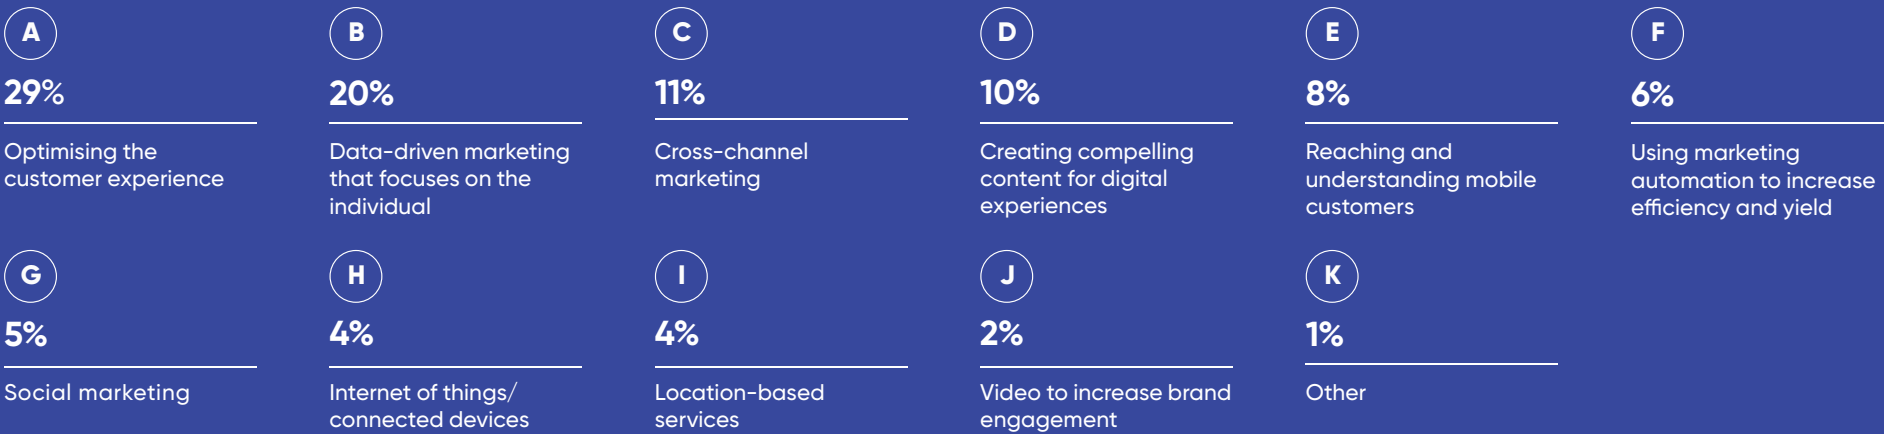 A
29%
Optimising the
customer experience
B
20%
Data-driven marketing
that focuses on the
individual
C
11%
Cross-channel
marketing
D
10%
Creating compelling
content for digital
experiences
E
8%
Reaching and
understanding mobile
customers
F
6%
Using marketing
automation to increase
efficiency and yield
G
5%
Social marketing
H
4%
Internet of things/
connected devices
I
4%
Location-based
services
J
2%
Video to increase brand
engagement
K
1%
Other